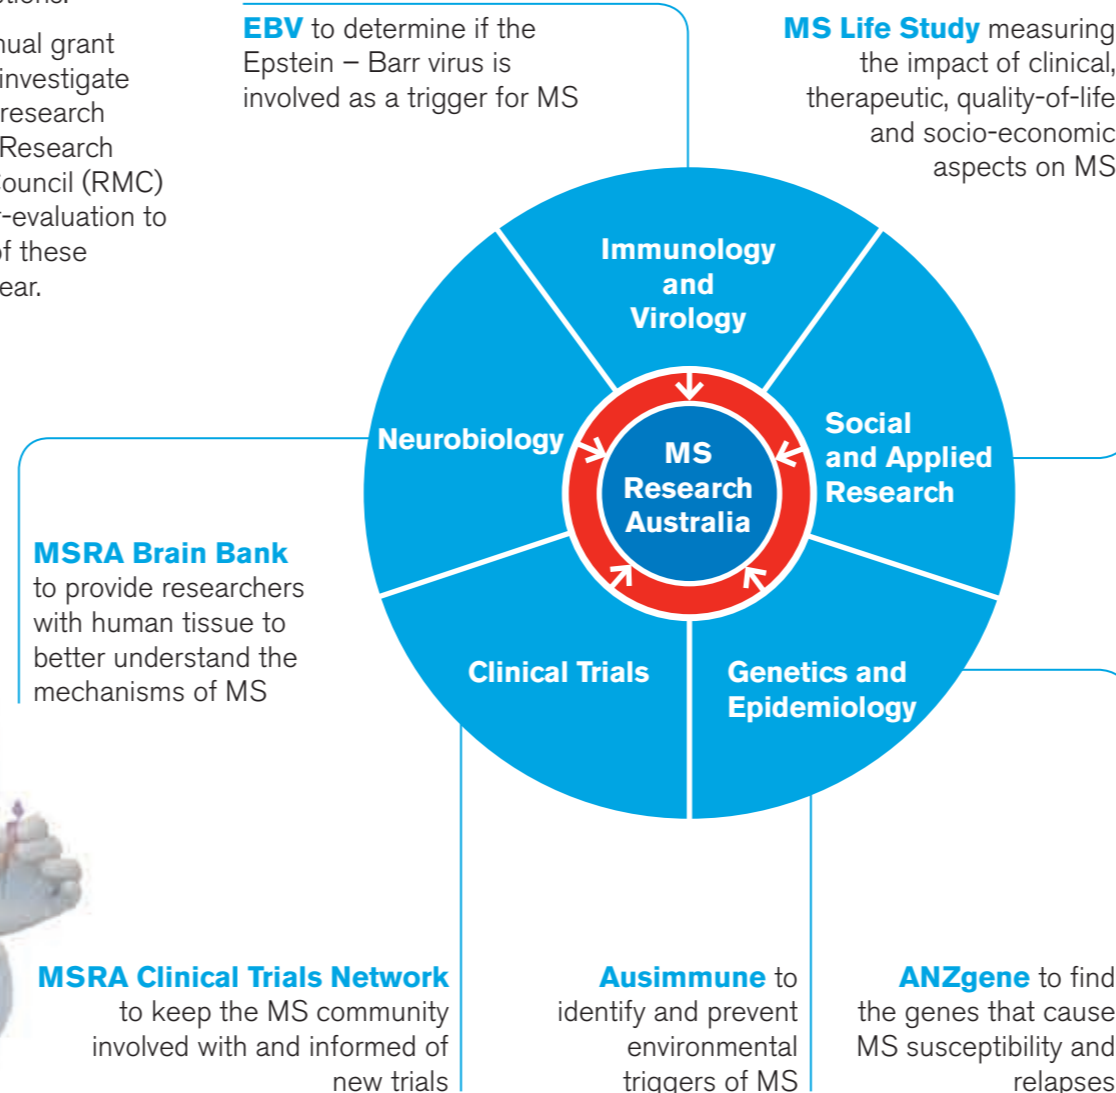 nual grant
investigate
research
Research
ouncil (RMC)
-evaluation to
of these
ear.
EBV to determine if the
Epstein – Barr virus is
involved as a trigger for MS
MS Life Study measuring
the impact of clinical,
therapeutic, quality-of-life
and socio-economic
aspects on MS
Immunology
and
Virology
Neurobiology
MS
Research
Australia
Social
and Applied
Research
MSRA Brain Bank
to provide researchers
with human tissue to
better understand the
mechanisms of MS
Clinical Trials
Genetics and
Epidemiology
MSRA Clinical Trials Network
to keep the MS community
involved with and informed of
new trials
Ausimmune to
identify and prevent
environmental
triggers of MS
ANZgene to find
the genes that cause
MS susceptibility and
relapses